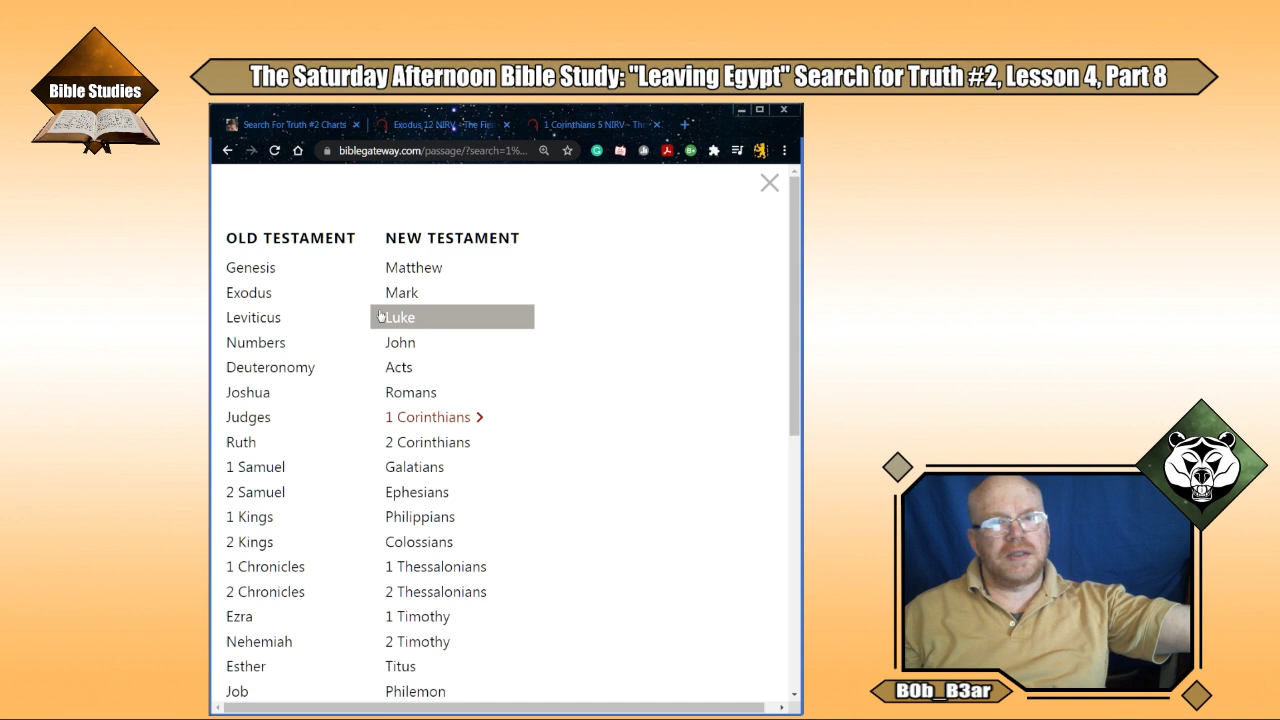 Bible Studies
The Saturday Afternoon Bible Study: "Leaving Egypt" Search for Truth #2, Lesson 4, Part 8
Search For Truth #2 Charts
Exodus 12 NIRV - The Fir
1 Corinthians 5 NIRV - Th
biblegateway.com/passage/?search=1%...
OLD TESTAMENT NEW TESTAMENT
Genesis Matthew
Exodus Mark
Leviticus Luke
Numbers John
Deuteronomy Acts
Joshua Romans
Judges 1 Corinthians
Ruth 2 Corinthians
1 Samuel Galatians
2 Samuel Ephesians
1 Kings Philippians
2 Kings Colossians
1 Chronicles 1 Thessalonians
2 Chronicles 2 Thessalonians
Ezra 1 Timothy
Nehemiah 2 Timothy
Esther Titus
Job Philemon
B0b_B3ar